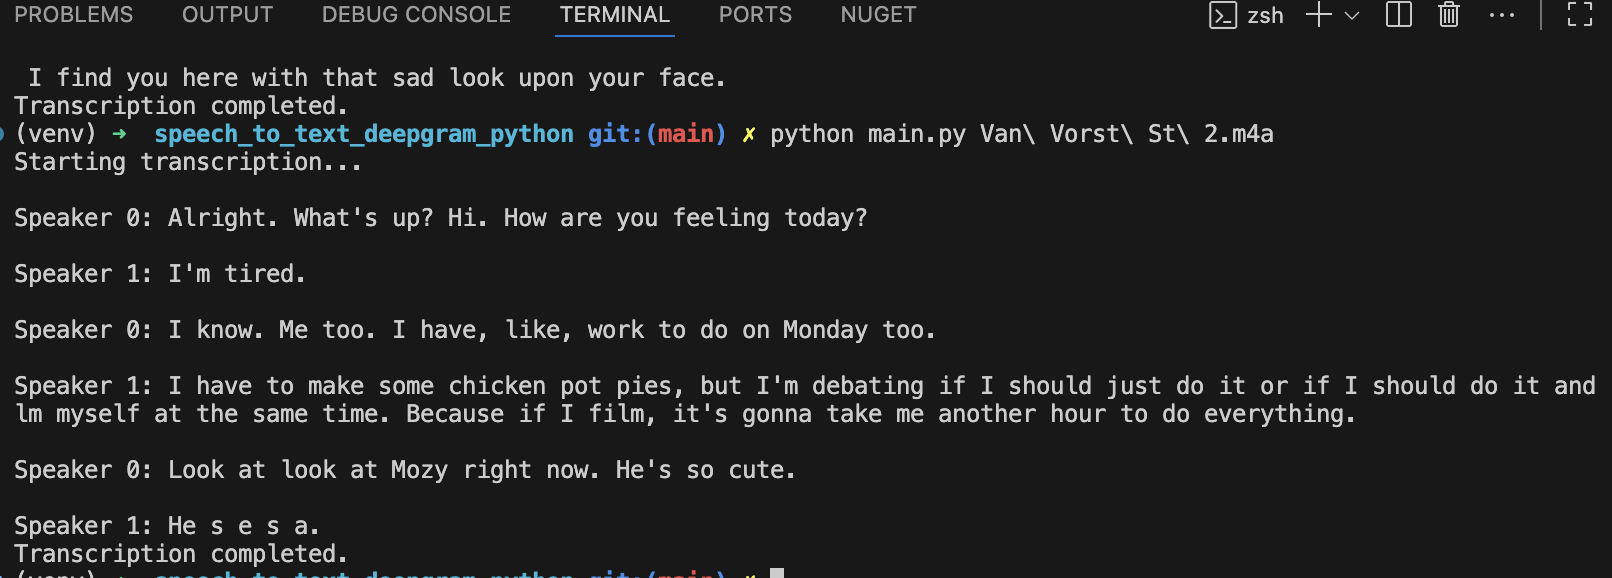 PROBLEMS OUTPUT DEBUG CONSOLE TERMINAL PORTS NUGET zsh
I find you here with that sad look upon your face.
Transcription completed.
(venv) ➜ speech_to_text_deepgram_python git:(main) ✗ python main.py Van\ Vorst\ St\ 2.m4a
Starting transcription...
Speaker 0: Alright. What's up? Hi. How are you feeling today?
Speaker 1: I'm tired.
Speaker 0: I know. Me too. I have, like, work to do on Monday too.
Speaker 1: I have to make some chicken pot pies, but I'm debating if I should just do it or if I should do it and
lm myself at the same time. Because if I film, it's gonna take me another hour to do everything.
Speaker 0: Look at look at Mozy right now. He's so cute.
Speaker 1: He s e s a.
Transcription completed.
(venv) ➜ speech_to_text_deepgram_python git:(main) ✗